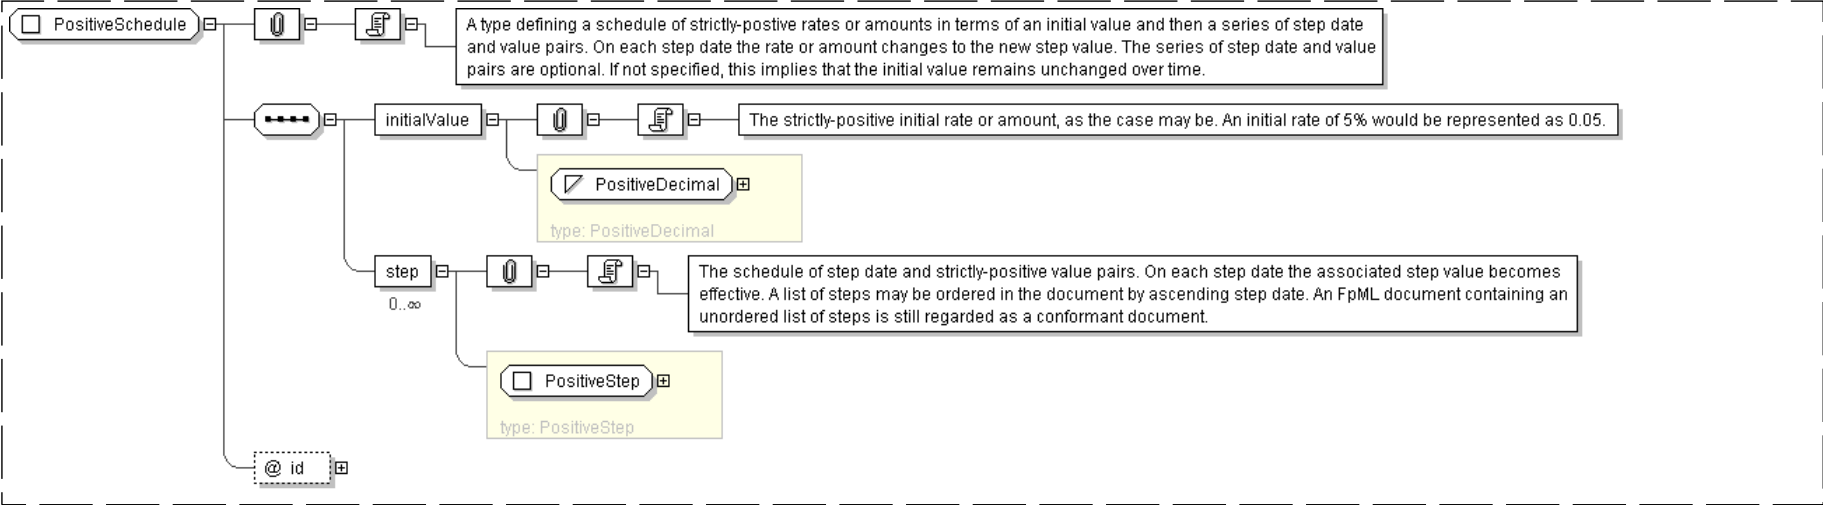 PositiveSchedule
A type defining a schedule of strictly-postive rates or amounts in terms of an initial value and then a series of step date
and value pairs. On each step date the rate or amount changes to the new step value. The series of step date and value
pairs are optional. If not specified, this implies that the initial value remains unchanged over time.
initialValue
The strictly-positive initial rate or amount, as the case may be. An initial rate of 5% would be represented as 0.05.
PositiveDecimal
type: PositiveDecimal
step
0..∞
The schedule of step date and strictly-positive value pairs. On each step date the associated step value becomes
effective. A list of steps may be ordered in the document by ascending step date. An FpML document containing an
unordered list of steps is still regarded as a conformant document.
PositiveStep
type: PositiveStep
@ id